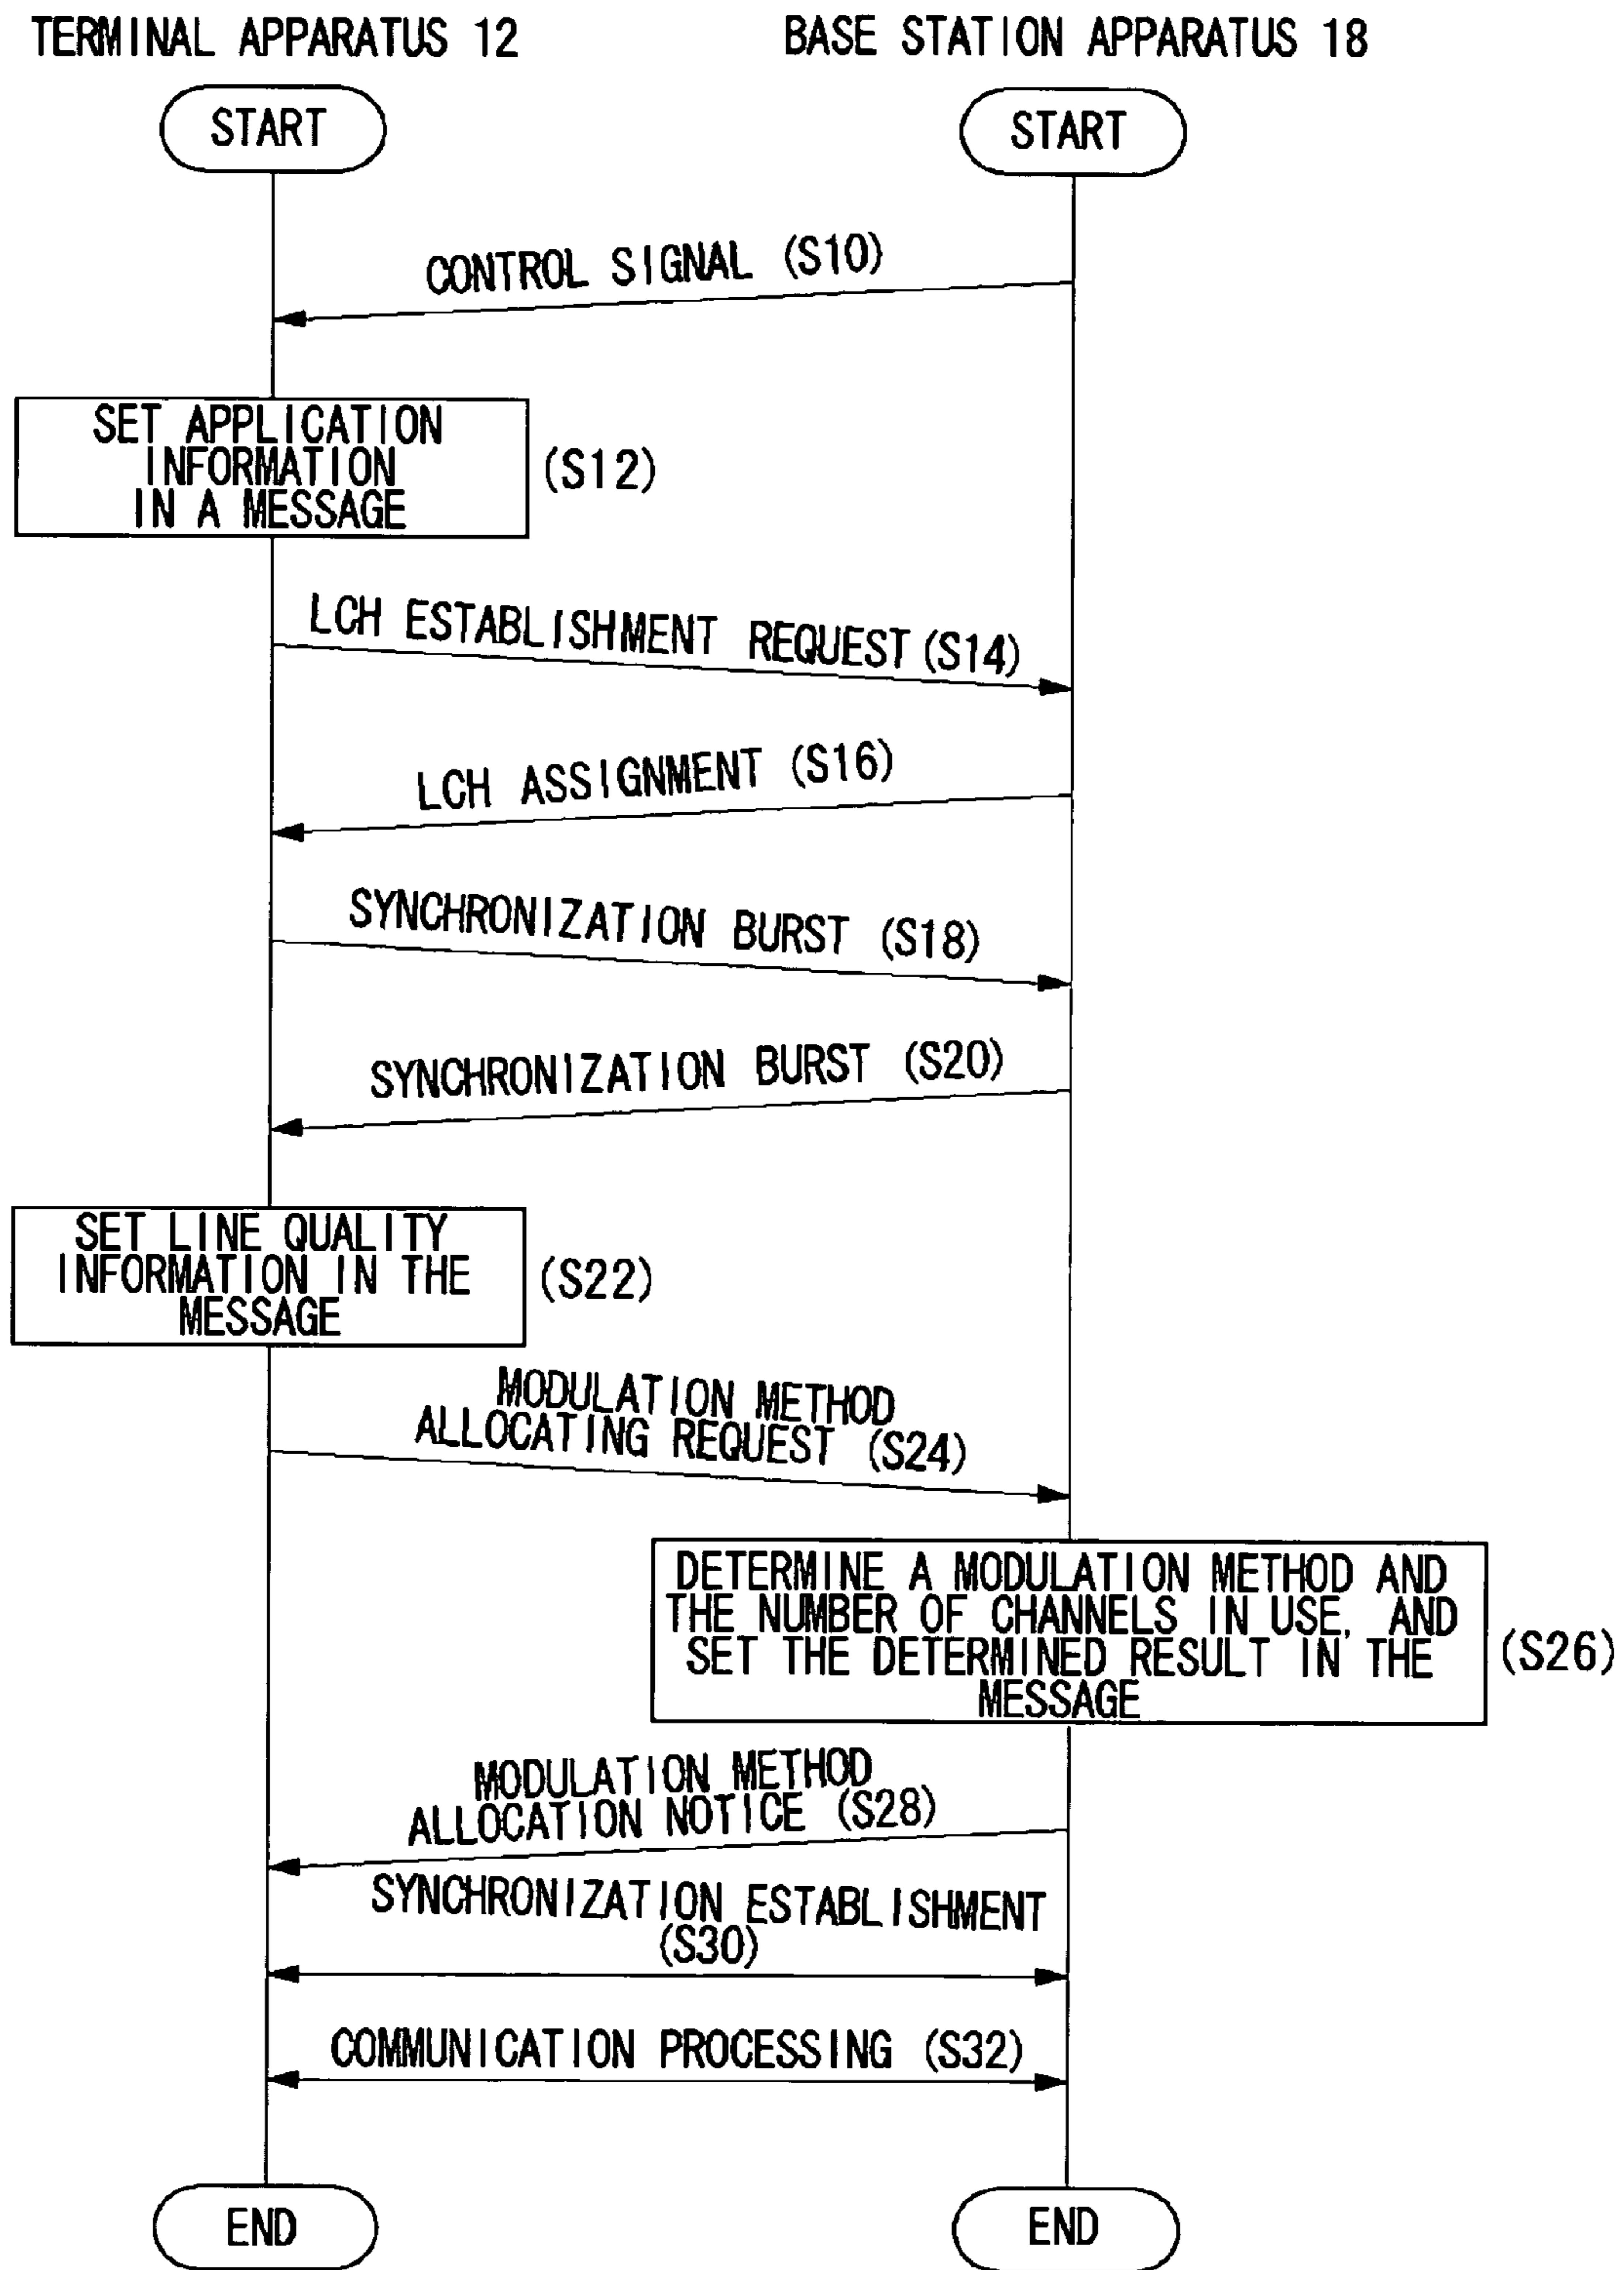 TERMINAL APPARATUS 12
BASE STATION APPARATUS 18
START
START
CONTROL SIGNAL (S10)
SET APPLICATION
INFORMATION
IN A MESSAGE
(S12)
LCH ESTABLISHMENT REQUEST (S14)
LCH ASSIGNMENT (S16)
SYNCHRONIZATION BURST (S18)
SYNCHRONIZATION BURST (S20)
SET LINE QUALITY
INFORMATION IN THE
MESSAGE
(S22)
MODULATION METHOD
ALLOCATING REQUEST (S24)
DETERMINE A MODULATION METHOD AND
THE NUMBER OF CHANNELS IN USE, AND
SET THE DETERMINED RESULT IN THE
MESSAGE
(S26)
MODULATION METHOD
ALLOCATION NOTICE (S28)
SYNCHRONIZATION ESTABLISHMENT
(S30)
COMMUNICATION PROCESSING (S32)
END
END